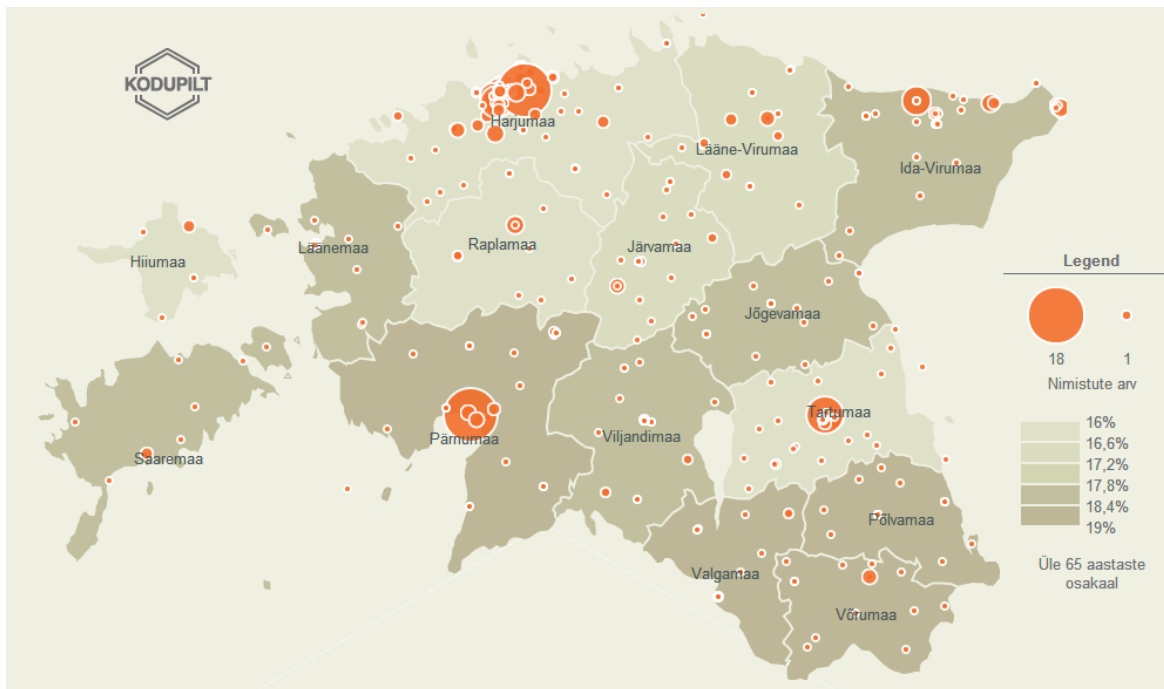 KODUPILT
Harjumaa
Lääne-Virumaa
Ida-Virumaa
Hiiumaa
Läänemaa
Raplamaa
Järvamaa
Jõgevamaa
Saaremaa
Pärnumaa
Viljandimaa
Tartumaa
Põlvamaa
Valgamaa
Võrumaa
Legend
18 1
Nimistute arv
16%
16,6%
17,2%
17,8%
18,4%
19%
Üle 65 aastaste
osakaal